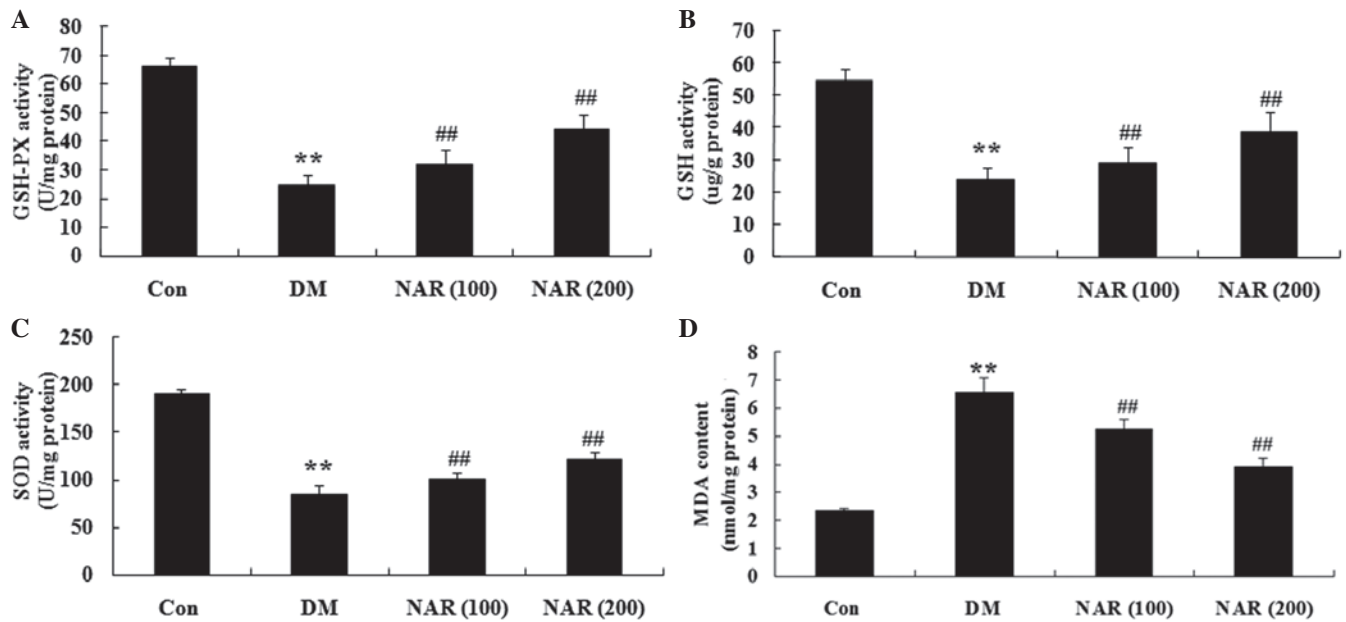 A
GSH-PX activity
(U/mg protein)
80
70
60
50
40
30
20
10
0
**
##
##
Con DM NAR (100) NAR (200)
B
GSH activity
(ug/g protein)
70
60
50
40
30
20
10
0
**
##
##
Con DM NAR (100) NAR (200)
C
SOD activity
(U/mg protein)
250
200
150
100
50
0
**
##
##
Con DM NAR (100) NAR (200)
D
MDA content
(nmol/mg protein)
8
7
6
5
4
3
2
1
0
**
##
##
Con DM NAR (100) NAR (200)